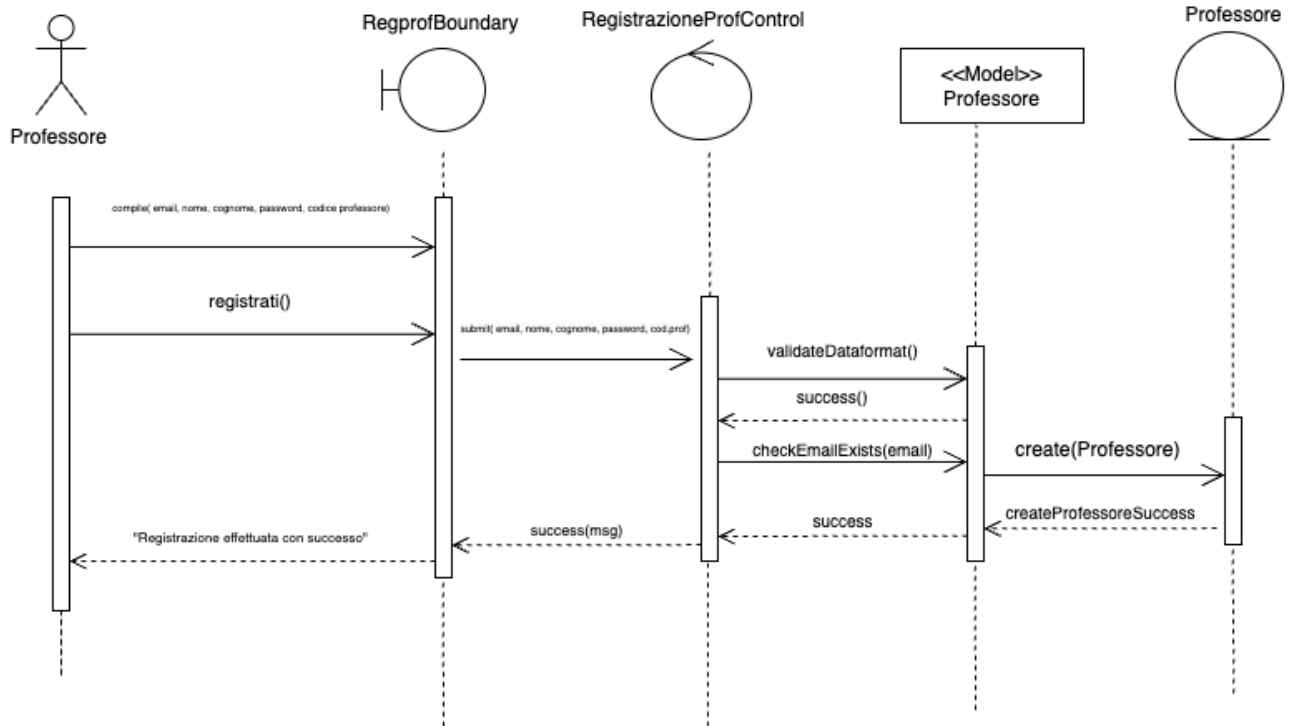 Professore
RegprofBoundary
RegistrazioneProfControl
<<Model>>
Professore
Professore
compile( email, nome, cognome, password, codice professore)
registrati()
submit( email, nome, cognome, password, cod.prof)
validateDataformat()
success()
checkEmailExists(email)
create(Professore)
createProfessoreSuccess
success
success(msg)
"Registrazione effettuata con successo"